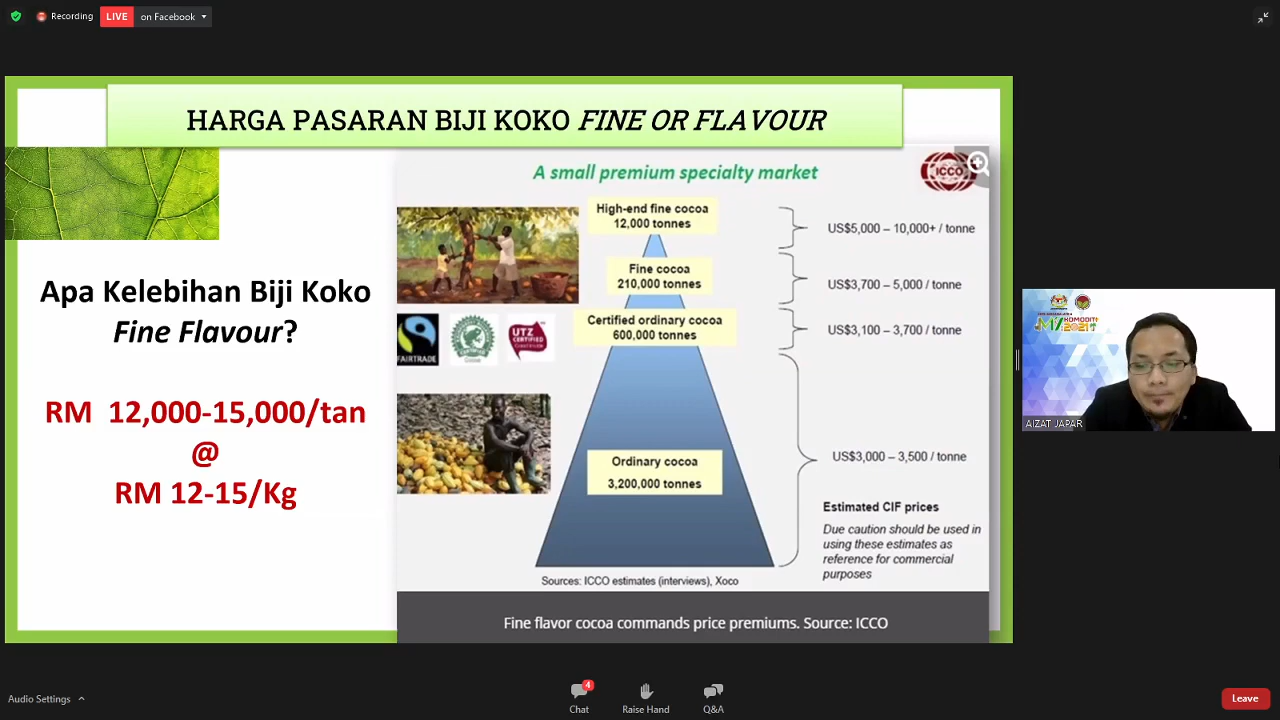 Recording
LIVE
on Facebook
HARGA PASARAN BIJI KOKO FINE OR FLAVOUR
A small premium specialty market
ICCO
High-end fine cocoa
12,000 tonnes
US$5,000 – 10,000+ / tonne
Fine cocoa
210,000 tonnes
US$3,700 – 5,000 / tonne
Apa Kelebihan Biji Koko
Fine Flavour?
FAIRTRADE
UTZ
CERTIFIED
Certified ordinary cocoa
600,000 tonnes
US$3,100 – 3,700 / tonne
RM 12,000-15,000/tan
@
RM 12-15/Kg
Ordinary cocoa
3,200,000 tonnes
US$3,000 – 3,500 / tonne
Estimated CIF prices
Due caution should be used in
using these estimates as
reference for commercial
purposes
Sources: ICCO estimates (interviews), Xoco
Fine flavor cocoa commands price premiums. Source: ICCO
KOMODITI
2021
AIZAT JAPAR
Audio Settings
4
Chat
Raise Hand
Q&A
Leave